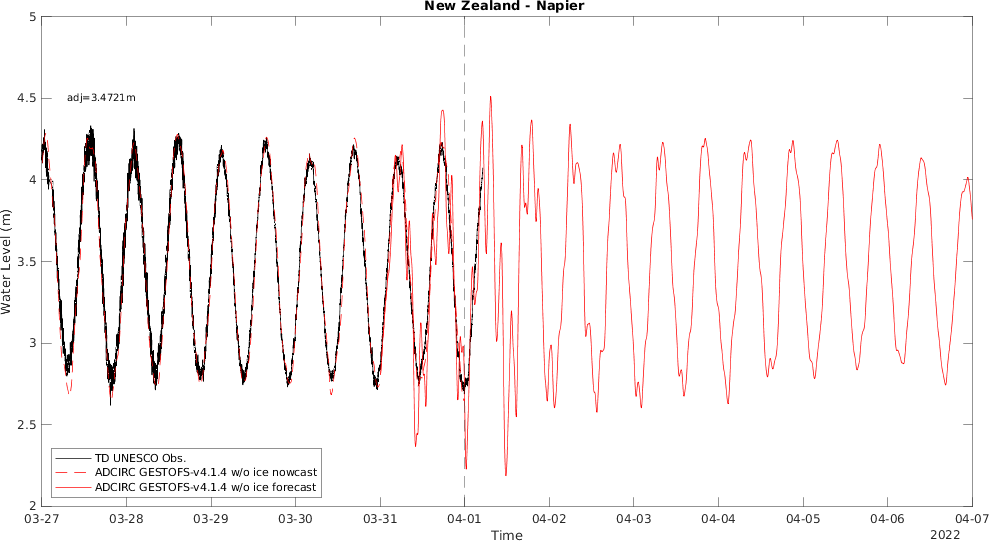 New Zealand - Napier
5
4.5
4
3.5
3
2.5
2
Water Level (m)
adj=3.4721m
TD UNESCO Obs.
ADCIRC GESTOFS-v4.1.4 w/o ice nowcast
ADCIRC GESTOFS-v4.1.4 w/o ice forecast
03-27 03-28 03-29 03-30 03-31 04-01 04-02 04-03 04-04 04-05 04-06 04-07
Time
2022